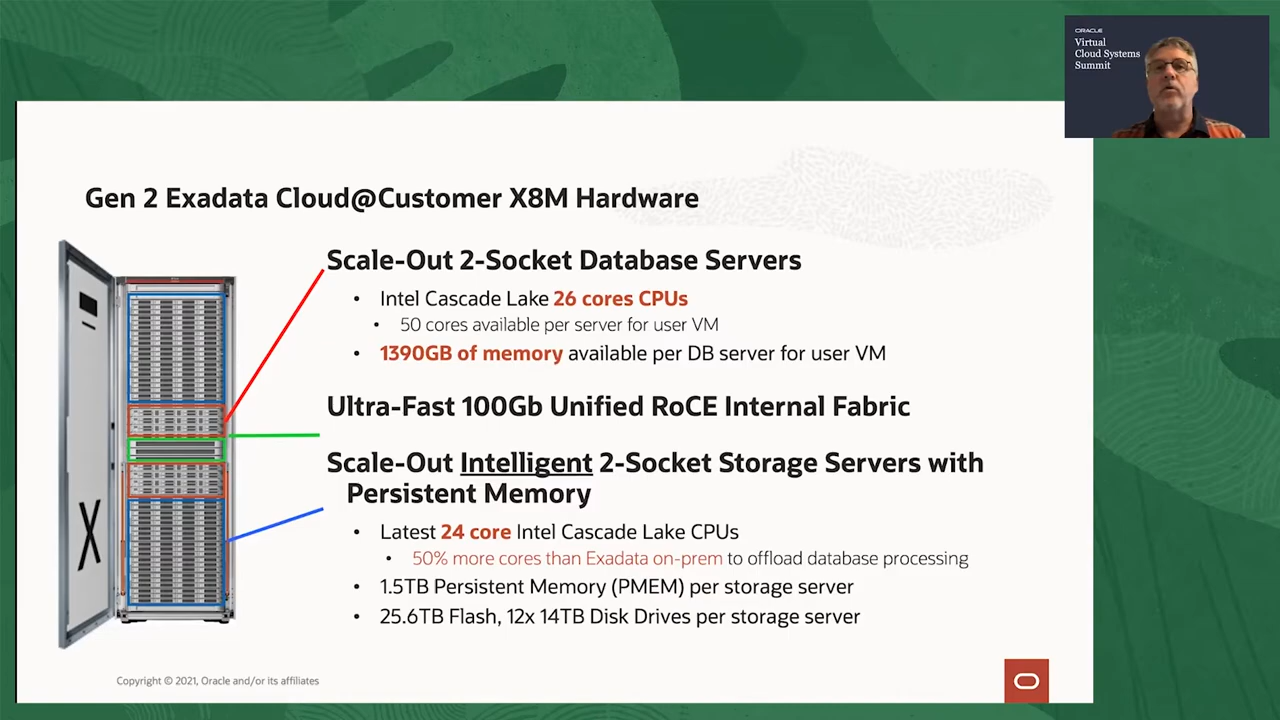 ORACLE
Virtual
Cloud Systems
Summit
Gen 2 Exadata Cloud@Customer X8M Hardware
Scale-Out 2-Socket Database Servers
• Intel Cascade Lake 26 cores CPUs
• 50 cores available per server for user VM
• 1390GB of memory available per DB server for user VM
Ultra-Fast 100Gb Unified RoCE Internal Fabric
Scale-Out Intelligent 2-Socket Storage Servers with
Persistent Memory
• Latest 24 core Intel Cascade Lake CPUs
• 50% more cores than Exadata on-prem to offload database processing
• 1.5TB Persistent Memory (PMEM) per storage server
• 25.6TB Flash, 12x 14TB Disk Drives per storage server
X
Copyright © 2021, Oracle and/or its affiliates